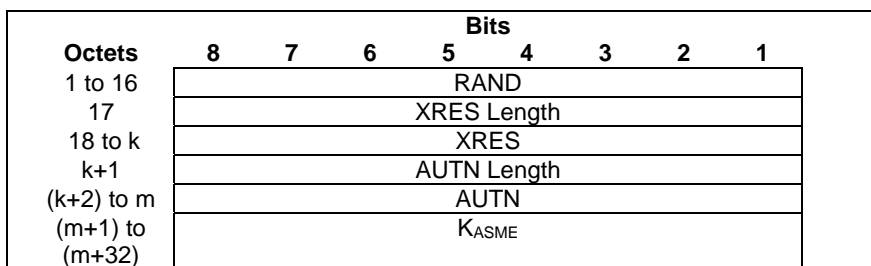 Bits
Octets 8 7 6 5 4 3 2 1
1 to 16 RAND
17 XRES Length
18 to k XRES
k+1 AUTN Length
(k+2) to m AUTN
(m+1) to KASME
(m+32)